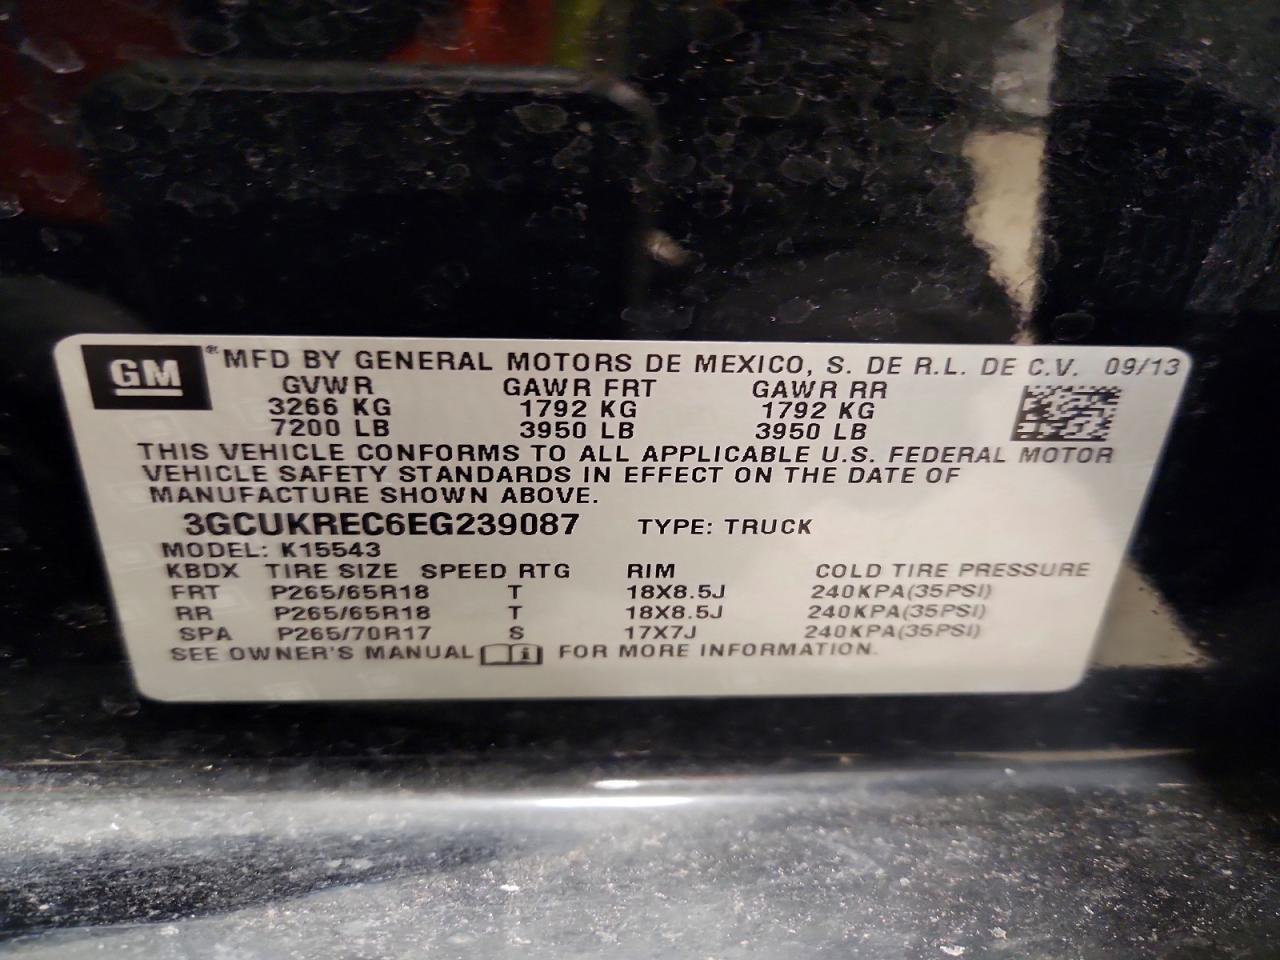 GM ® MFD BY GENERAL MOTORS DE MEXICO, S. DE R.L. DE C.V. 09/13
GVWR GAWR FRT GAWR RR
3266 KG 1792 KG 1792 KG
7200 LB 3950 LB 3950 LB
THIS VEHICLE CONFORMS TO ALL APPLICABLE U.S. FEDERAL MOTOR
VEHICLE SAFETY STANDARDS IN EFFECT ON THE DATE OF
MANUFACTURE SHOWN ABOVE.
3GCUKREC6EG239087 TYPE: TRUCK
MODEL: K15543
KBDX TIRE SIZE SPEED RTG RIM COLD TIRE PRESSURE
FRT P265/65R18 T 18X8.5J 240KPA(35PSI)
RR P265/65R18 T 18X8.5J 240KPA(35PSI)
SPA P265/70R17 S 17X7J 240KPA(35PSI)
SEE OWNER'S MANUAL i FOR MORE INFORMATION.